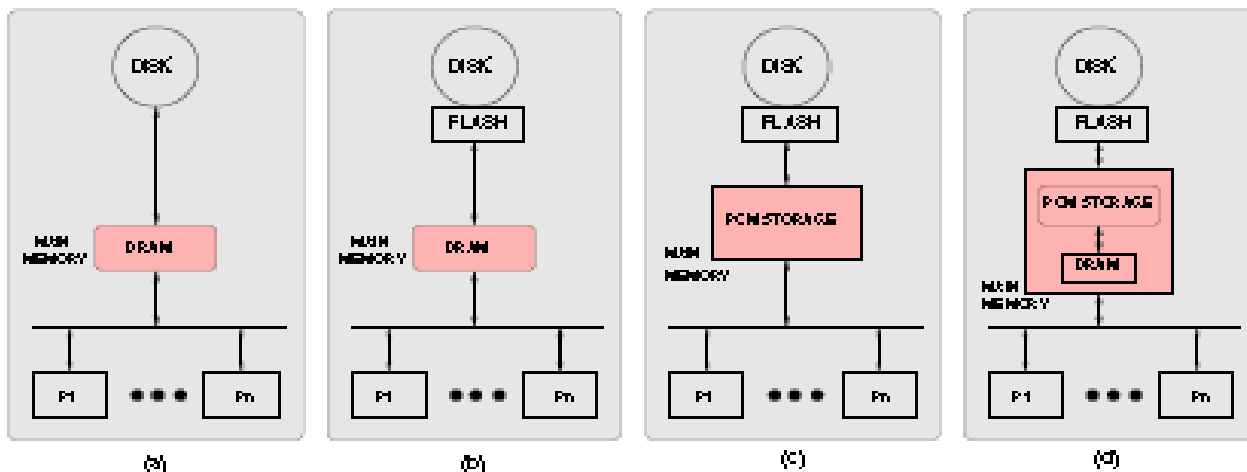 DISK
MAIN
MEMORY
DRAM
P1
Pn
(a)
DISK
FLASH
MAIN
MEMORY
DRAM
P1
Pn
(b)
DISK
FLASH
PCM STORAGE
MAIN
MEMORY
P1
Pn
(c)
DISK
FLASH
PCM STORAGE
DRAM
MAIN
MEMORY
P1
Pn
(d)